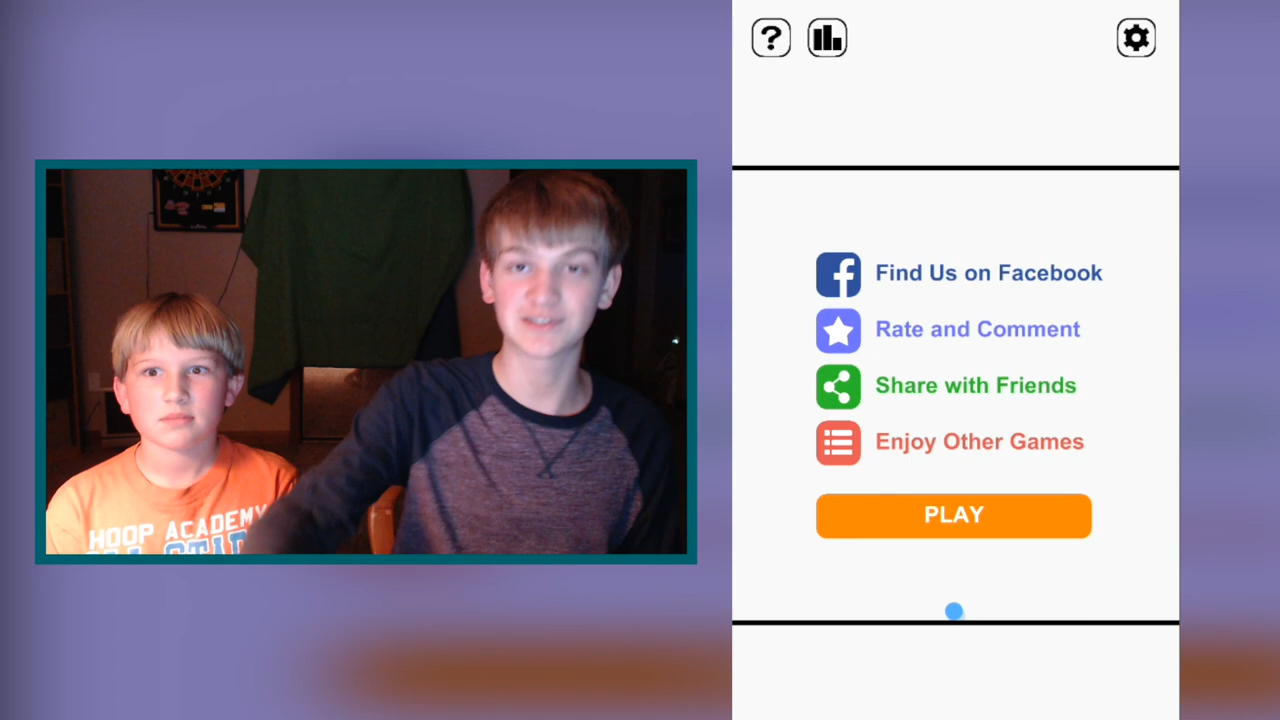 HOOP ACADEMY
?
Find Us on Facebook
Rate and Comment
Share with Friends
Enjoy Other Games
PLAY